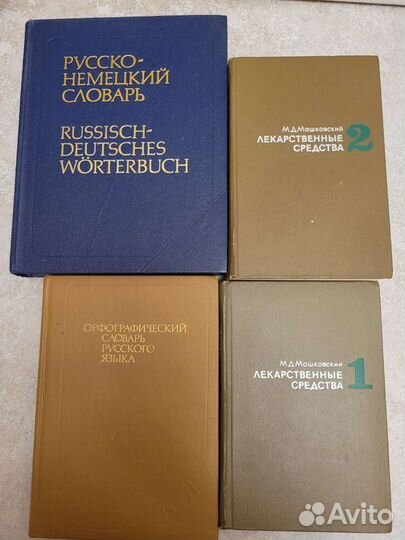 РУССКО-
НЕМЕЦКИЙ
СЛОВАРЬ
RUSSISCH-
DEUTSCHES
WÖRTERBUCH
М.Д.Машковский
ЛЕКАРСТВЕННЫЕ
СРЕДСТВА
2
ОРФОГРАФИЧЕСКИЙ
СЛОВАРЬ
РУССКОГО
ЯЗЫКА
М.Д.Машковский
ЛЕКАРСТВЕННЫЕ
СРЕДСТВА
1
Avito